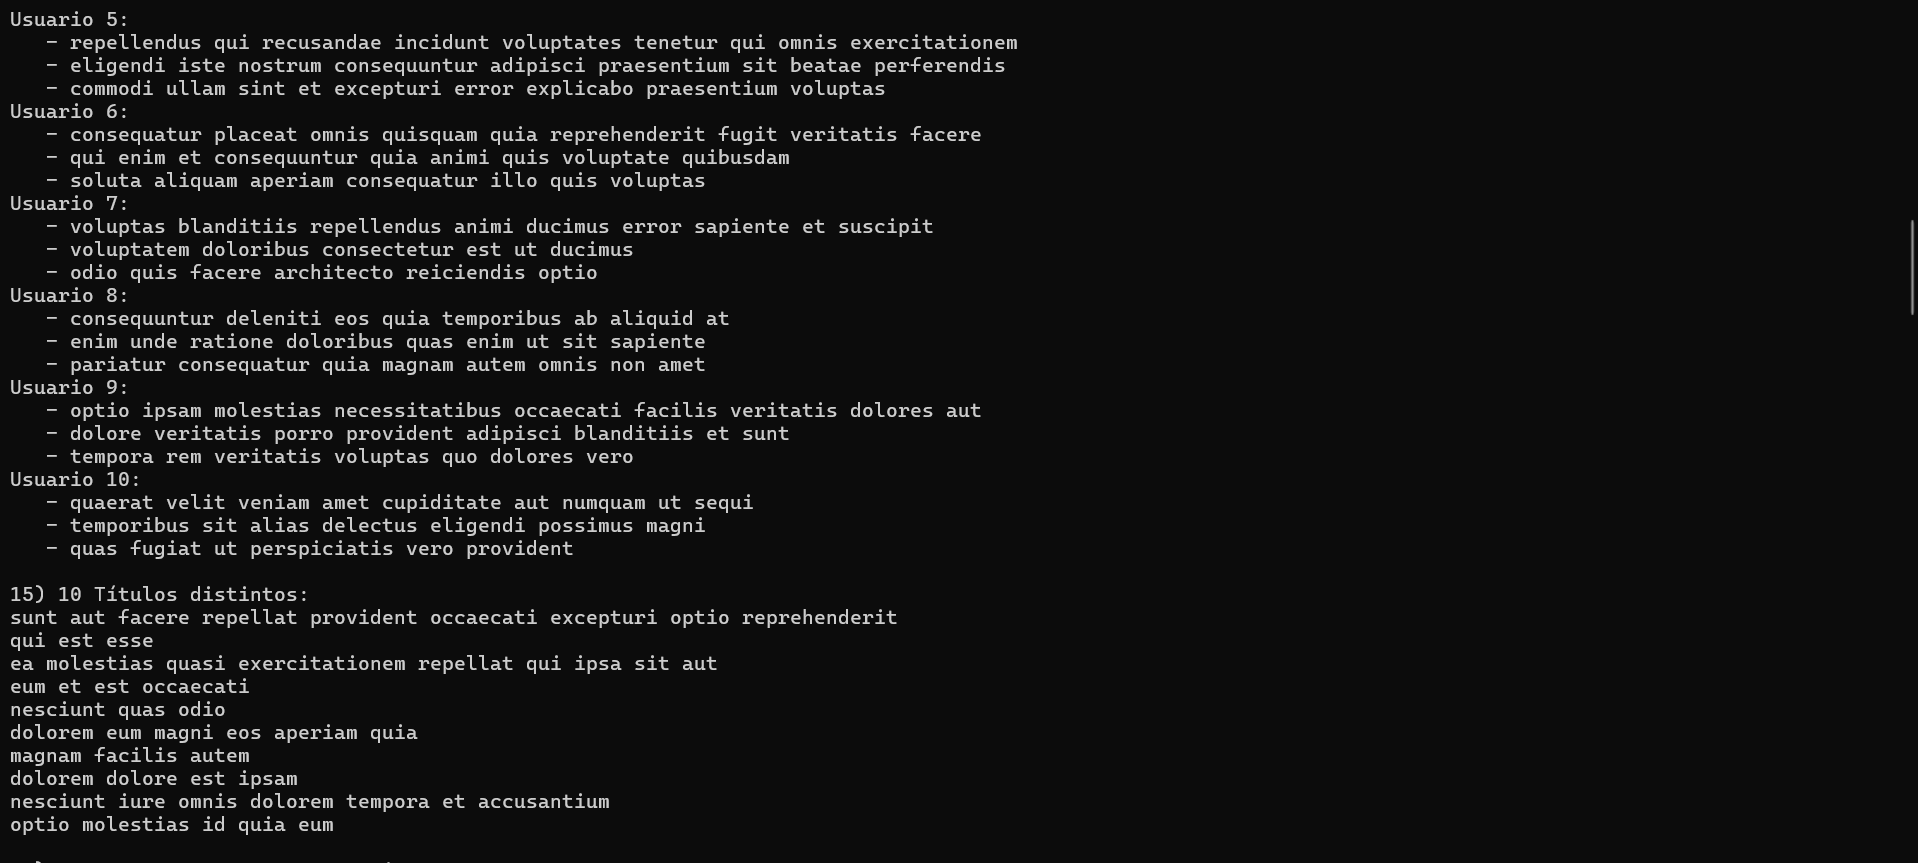 Usuario 5:
   - repellendus qui recusandae incidunt voluptates tenetur qui omnis exercitationem
   - eligendi iste nostrum consequuntur adipisci praesentium sit beatae perferendis
   - commodi ullam sint et excepturi error explicabo praesentium voluptas
Usuario 6:
   - consequatur placeat omnis quisquam quia reprehenderit fugit veritatis facere
   - qui enim et consequuntur quia animi quis voluptate quibusdam
   - soluta aliquam aperiam consequatur illo quis voluptas
Usuario 7:
   - voluptas blanditiis repellendus animi ducimus error sapiente et suscipit
   - voluptatem doloribus consectetur est ut ducimus
   - odio quis facere architecto reiciendis optio
Usuario 8:
   - consequuntur deleniti eos quia temporibus ab aliquid at
   - enim unde ratione doloribus quas enim ut sit sapiente
   - pariatur consequatur quia magnam autem omnis non amet
Usuario 9:
   - optio ipsam molestias necessitatibus occaecati facilis veritatis dolores aut
   - dolore veritatis porro provident adipisci blanditiis et sunt
   - tempora rem veritatis voluptas quo dolores vero
Usuario 10:
   - quaerat velit veniam amet cupiditate aut numquam ut sequi
   - temporibus sit alias delectus eligendi possimus magni
   - quas fugiat ut perspiciatis vero provident

15) 10 Títulos distintos:
sunt aut facere repellat provident occaecati excepturi optio reprehenderit
qui est esse
ea molestias quasi exercitationem repellat qui ipsa sit aut
eum et est occaecati
nesciunt quas odio
dolorem eum magni eos aperiam quia
magnam facilis autem
dolorem dolore est ipsam
nesciunt iure omnis dolorem tempora et accusantium
optio molestias id quia eum